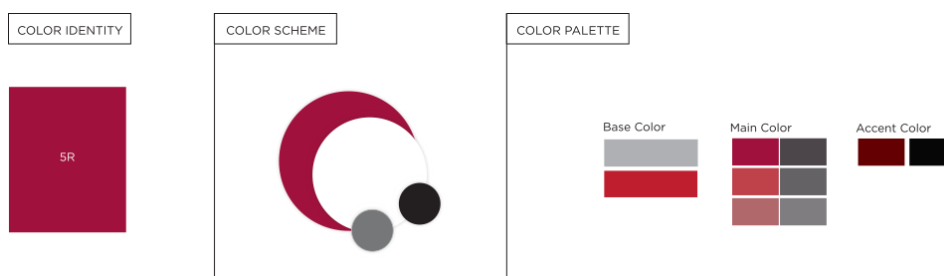 COLOR IDENTITY
COLOR SCHEME
COLOR PALETTE
5R
Base Color
Main Color
Accent Color